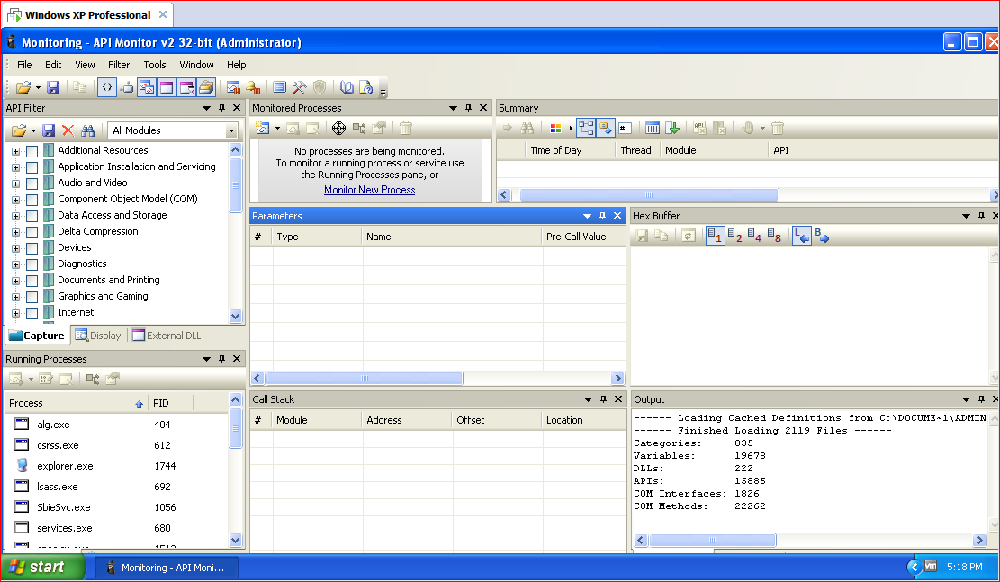 Windows XP Professional
Monitoring - API Monitor v2 32-bit (Administrator)
File Edit View Filter Tools Window Help
API Filter
All Modules
Additional Resources
Application Installation and Servicing
Audio and Video
Component Object Model (COM)
Data Access and Storage
Delta Compression
Devices
Diagnostics
Documents and Printing
Graphics and Gaming
Internet
Capture Display External DLL
Monitored Processes
No processes are being monitored.
To monitor a running process or service use
the Running Processes pane, or
Monitor New Process
Summary
Time of Day Thread Module API
Parameters
# Type Name Pre-Call Value
Hex Buffer
1 2 4 8 L B
Running Processes
Process PID
alg.exe 404
csrss.exe 612
explorer.exe 1744
lsass.exe 692
SbieSvc.exe 1056
services.exe 680
Call Stack
# Module Address Offset Location
Output
------ Loading Cached Definitions from C:\DOCUME~1\ADMIN
------ Finished Loading 2119 Files ------
Categories: 835
Variables: 19678
DLLs: 222
APIs: 15885
COM Interfaces: 1826
COM Methods: 22262
start
Monitoring - API Moni...
vm
5:18 PM